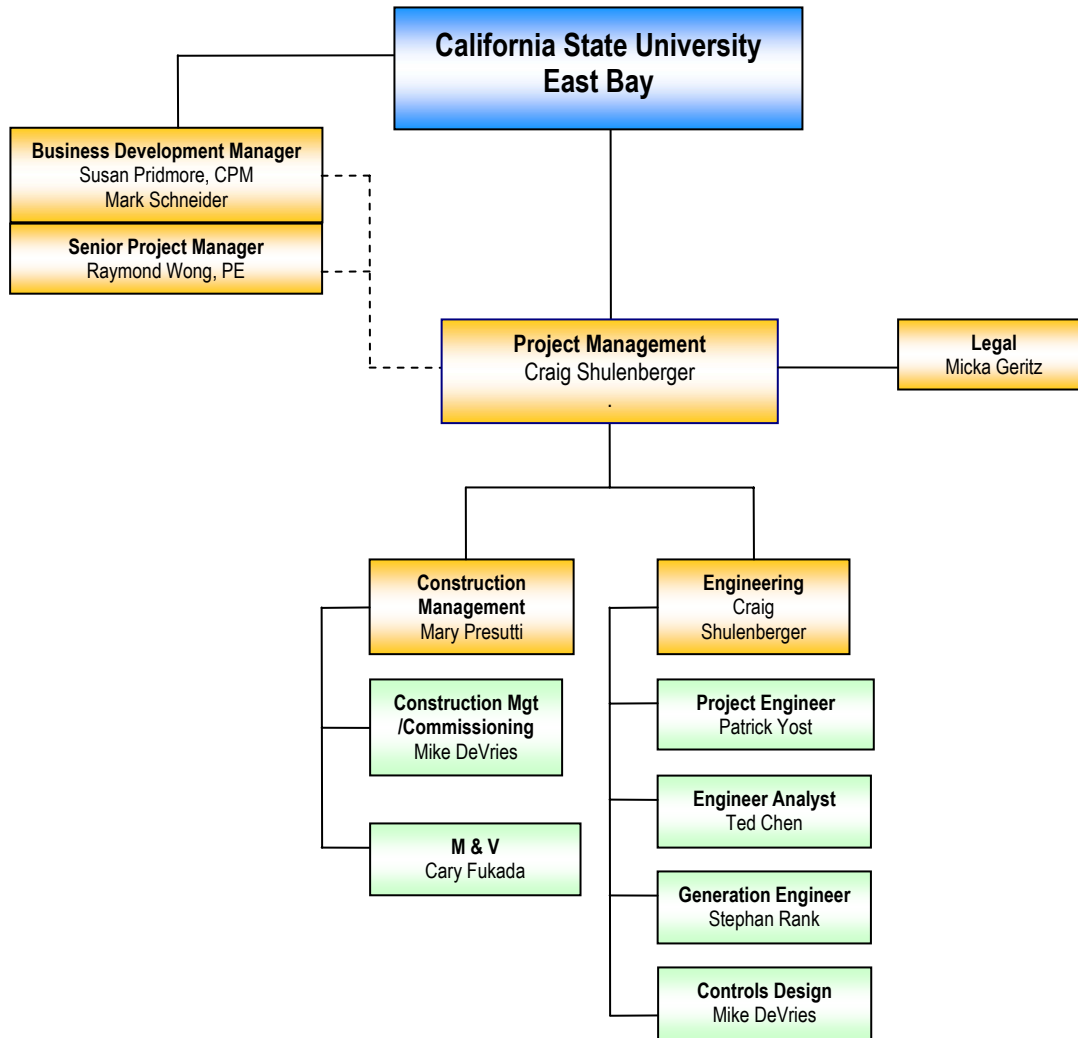 California State University
East Bay
Business Development Manager
Susan Pridmore, CPM
Mark Schneider
Senior Project Manager
Raymond Wong, PE
Project Management
Craig Shulenberger
.
Legal
Micka Geritz
Construction
Management
Mary Presutti
Engineering
Craig
Shulenberger
Construction Mgt
/Commissioning
Mike DeVries
Project Engineer
Patrick Yost
Engineer Analyst
Ted Chen
M & V
Cary Fukada
Generation Engineer
Stephan Rank
Controls Design
Mike DeVries